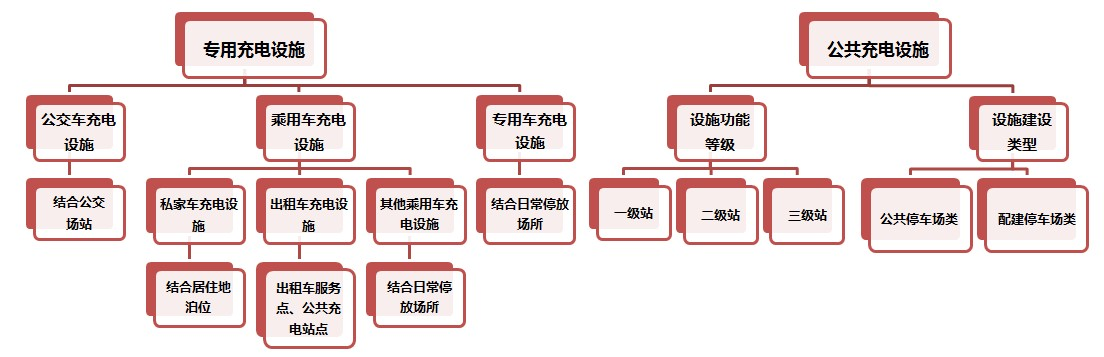 专用充电设施
公共充电设施
公交车充电
设施
乘用车充电
设施
专用车充电
设施
设施功能
等级
设施建设
类型
结合公交
场站
私家车充电设
施
出租车充电设
施
其他乘用车充
电设施
结合日常停放
场所
一级站
二级站
三级站
公共停车场类
配建停车场类
结合居住地
泊位
出租车服务
点、公共充
电站点
结合日常停
放场所